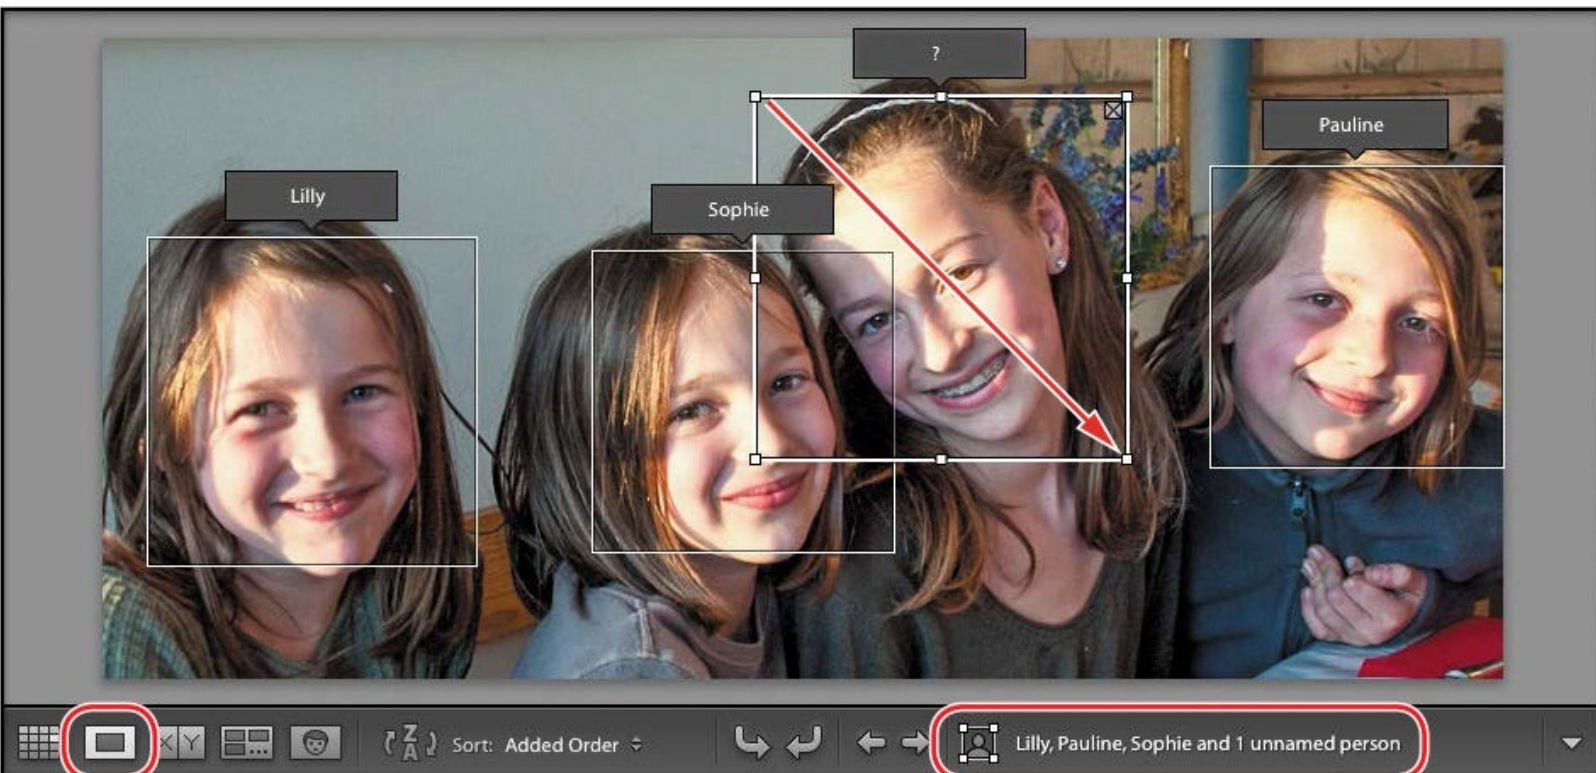 ?
Pauline
Lilly
Sophie
X Y
Z
A
Sort: Added Order
Lilly, Pauline, Sophie and 1 unnamed person